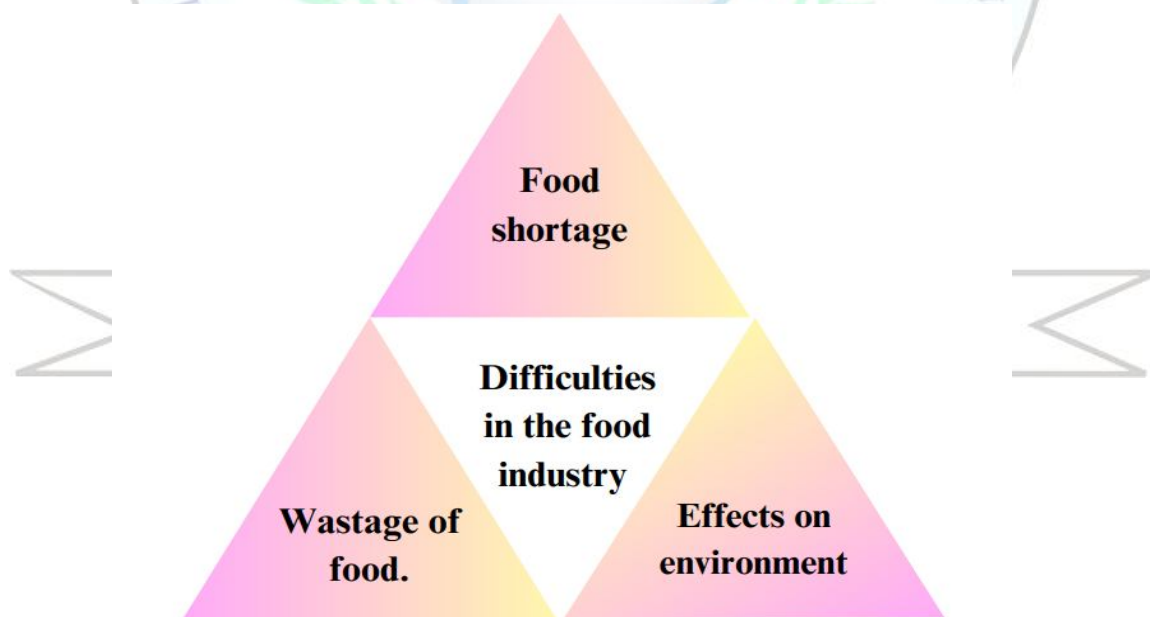 Food
shortage
Difficulties
in the food
industry
Wastage of
food.
Effects on
environment